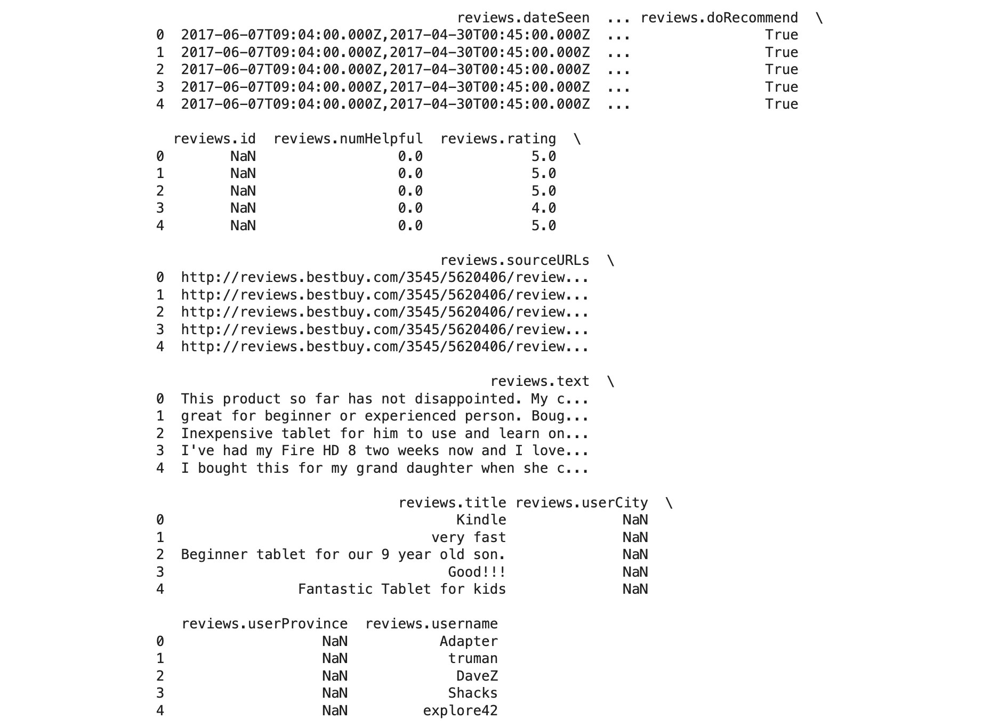 reviews.dateSeen ... reviews.doRecommend \
0 2017-06-07T09:04:00.000Z,2017-04-30T00:45:00.000Z ... True
1 2017-06-07T09:04:00.000Z,2017-04-30T00:45:00.000Z ... True
2 2017-06-07T09:04:00.000Z,2017-04-30T00:45:00.000Z ... True
3 2017-06-07T09:04:00.000Z,2017-04-30T00:45:00.000Z ... True
4 2017-06-07T09:04:00.000Z,2017-04-30T00:45:00.000Z ... True
reviews.id reviews.numHelpful reviews.rating \
0 NaN 0.0 5.0
1 NaN 0.0 5.0
2 NaN 0.0 5.0
3 NaN 0.0 4.0
4 NaN 0.0 5.0
reviews.sourceURLs \
0 http://reviews.bestbuy.com/3545/5620406/review...
1 http://reviews.bestbuy.com/3545/5620406/review...
2 http://reviews.bestbuy.com/3545/5620406/review...
3 http://reviews.bestbuy.com/3545/5620406/review...
4 http://reviews.bestbuy.com/3545/5620406/review...
reviews.text \
0 This product so far has not disappointed. My c...
1 great for beginner or experienced person. Boug...
2 Inexpensive tablet for him to use and learn on...
3 I've had my Fire HD 8 two weeks now and I love...
4 I bought this for my grand daughter when she c...
reviews.title reviews.userCity \
0 Kindle NaN
1 very fast NaN
2 Beginner tablet for our 9 year old son. NaN
3 Good!!! NaN
4 Fantastic Tablet for kids NaN
reviews.userProvince reviews.username
0 NaN Adapter
1 NaN truman
2 NaN DaveZ
3 NaN Shacks
4 NaN explore42